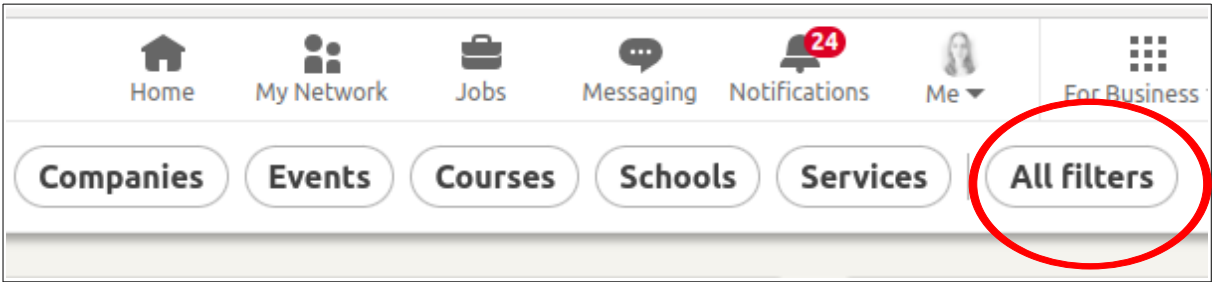 24
Home My Network Jobs Messaging Notifications Me For Business
Companies Events Courses Schools Services All filters